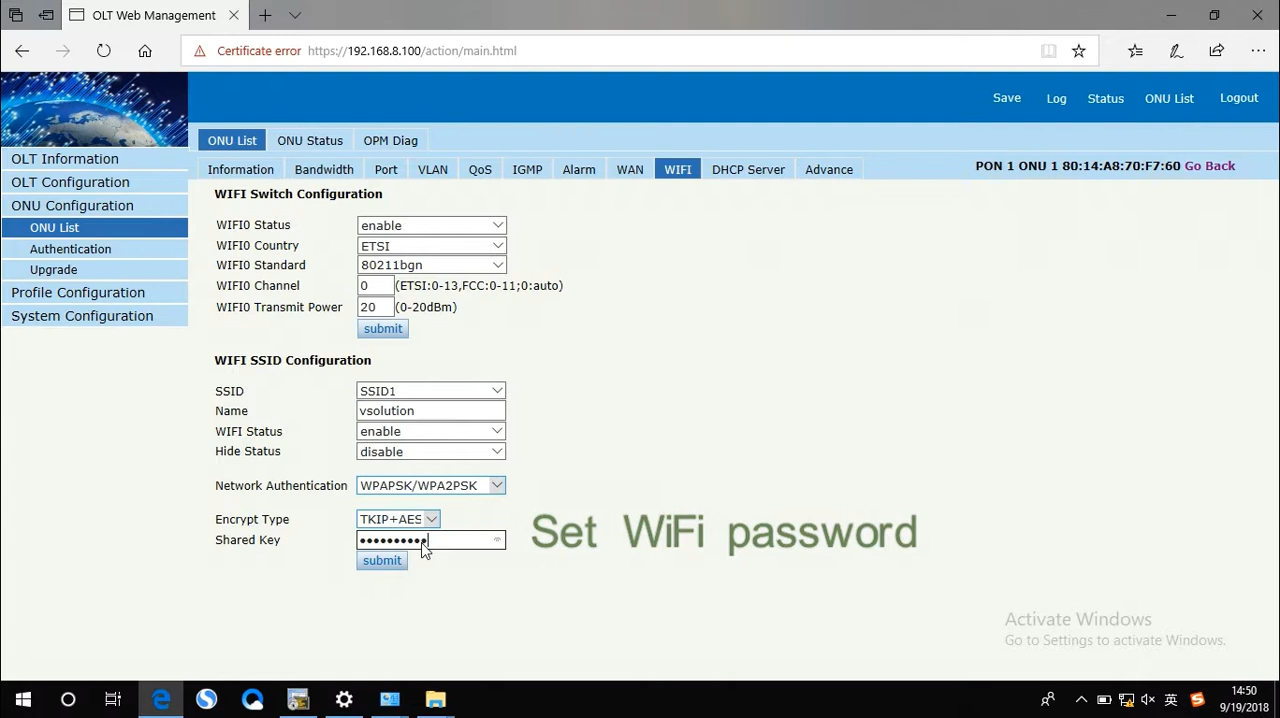 OLT Web Management
Certificate error https://192.168.8.100/action/main.html
Save Log Status ONU List Logout
ONU List ONU Status OPM Diag
Information Bandwidth Port VLAN QoS IGMP Alarm WAN WIFI DHCP Server Advance
PON 1 ONU 1 80:14:A8:70:F7:60 Go Back
OLT Information
OLT Configuration
ONU Configuration
ONU List
Authentication
Upgrade
Profile Configuration
System Configuration
WIFI Switch Configuration
WIFI0 Status enable
WIFI0 Country ETSI
WIFI0 Standard 80211bgn
WIFI0 Channel 0 (ETSI:0-13,FCC:0-11;0:auto)
WIFI0 Transmit Power 20 (0-20dBm)
submit
WIFI SSID Configuration
SSID SSID1
Name vsolution
WIFI Status enable
Hide Status disable
Network Authentication WPAPSK/WPA2PSK
Encrypt Type TKIP+AES
Shared Key ••••••••••
submit
Set WiFi password
Activate Windows
Go to Settings to activate Windows.
英
14:50
9/19/2018